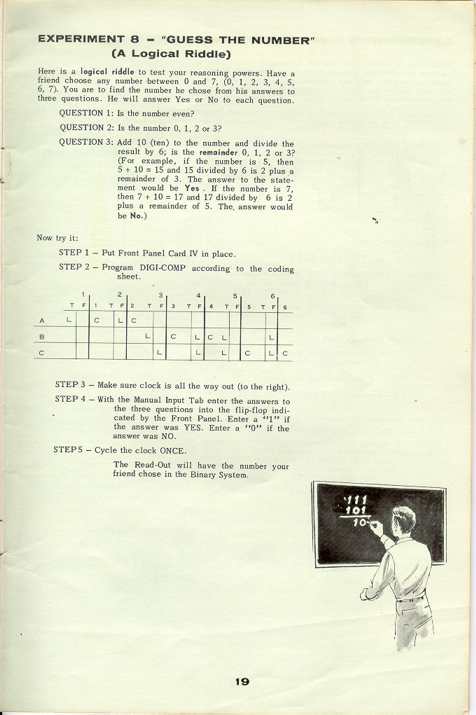 EXPERIMENT 8 – "GUESS THE NUMBER"
(A Logical Riddle)
Here is a logical riddle to test your reasoning powers. Have a
friend choose any number between 0 and 7, (0, 1, 2, 3, 4, 5,
6, 7). You are to find the number he chose from his answers to
three questions. He will answer Yes or No to each question.
QUESTION 1: Is the number even?
QUESTION 2: Is the number 0, 1, 2 or 3?
QUESTION 3: Add 10 (ten) to the number and divide the
result by 6; is the remainder 0, 1, 2 or 3?
(For example, if the number is 5, then
5 + 10 = 15 and 15 divided by 6 is 2 plus a
remainder of 3. The answer to the state-
ment would be Yes . If the number is 7,
then 7 + 10 = 17 and 17 divided by 6 is 2
plus a remainder of 5. The, answer would
be No.)
Now try it:
STEP 1 – Put Front Panel Card IV in place.
STEP 2 – Program DIGI-COMP according to the coding
sheet.
1 2 3 4 5 6
T F 1 T F 2 T F 3 T F 4 T F 5 T F 6
A L C L C
B L C L C L L
C L L L C L C
STEP 3 – Make sure clock is all the way out (to the right).
STEP 4 – With the Manual Input Tab enter the answers to
the three questions into the flip-flop indi-
cated by the Front Panel. Enter a "1" if
the answer was YES. Enter a "0" if the
answer was NO.
STEP 5 – Cycle the clock ONCE.
The Read-Out will have the number your
friend chose in the Binary System.
111
101
10
19